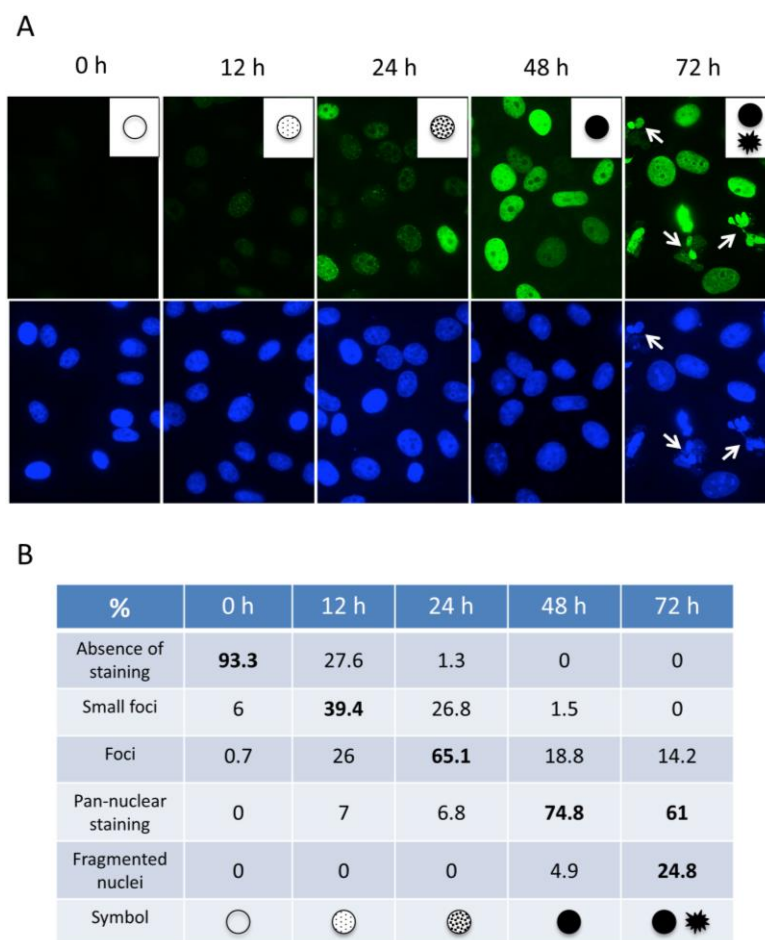 A
0 h 12 h 24 h 48 h 72 h
B
% 0 h 12 h 24 h 48 h 72 h
Absence of
staining 93.3 27.6 1.3 0 0
Small foci 6 39.4 26.8 1.5 0
Foci 0.7 26 65.1 18.8 14.2
Pan-nuclear
staining 0 7 6.8 74.8 61
Fragmented
nuclei 0 0 0 4.9 24.8
Symbol